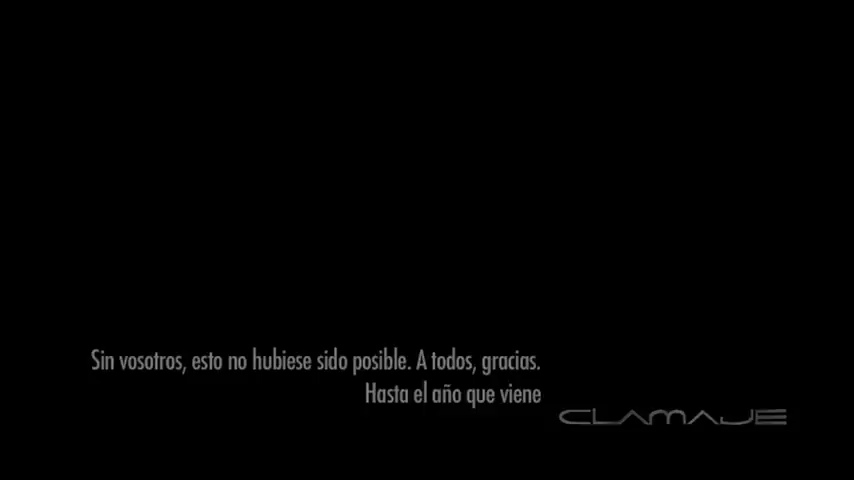 Sin vosotros, esto no hubiese sido posible. A todos, gracias.
Hasta el año que viene
CLAMAJE